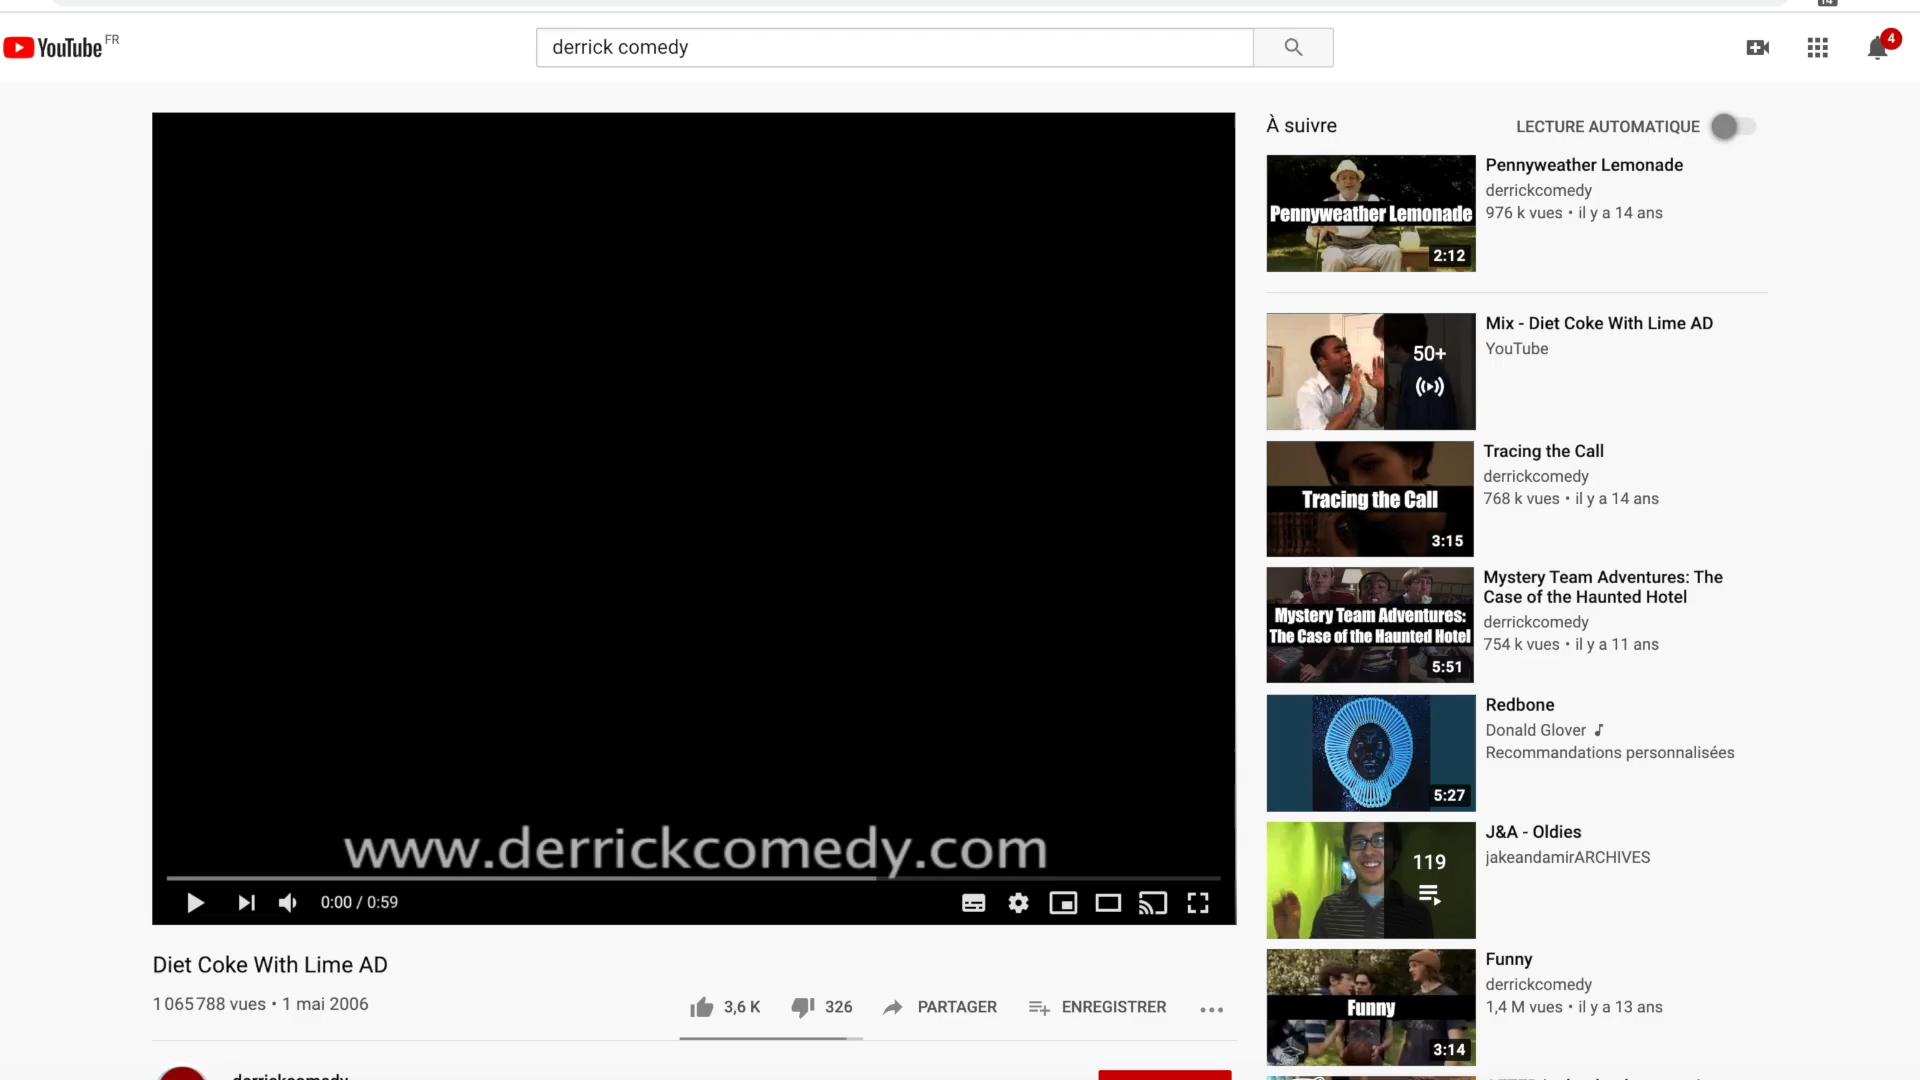 14
YouTube FR
derrick comedy
4
www.derrickcomedy.com
0:00 / 0:59
Diet Coke With Lime AD
1 065 788 vues • 1 mai 2006
3,6 K
326
PARTAGER
ENREGISTRER
derrickcomedy
À suivre
LECTURE AUTOMATIQUE
Pennyweather Lemonade
2:12
Pennyweather Lemonade
derrickcomedy
976 k vues • il y a 14 ans
50+
Mix - Diet Coke With Lime AD
YouTube
Tracing the Call
3:15
Tracing the Call
derrickcomedy
768 k vues • il y a 14 ans
Mystery Team Adventures:
The Case of the Haunted Hotel
5:51
Mystery Team Adventures: The
Case of the Haunted Hotel
derrickcomedy
754 k vues • il y a 11 ans
5:27
Redbone
Donald Glover
Recommandations personnalisées
119
J&A - Oldies
jakeandamirARCHIVES
Funny
3:14
Funny
derrickcomedy
1,4 M vues • il y a 13 ans